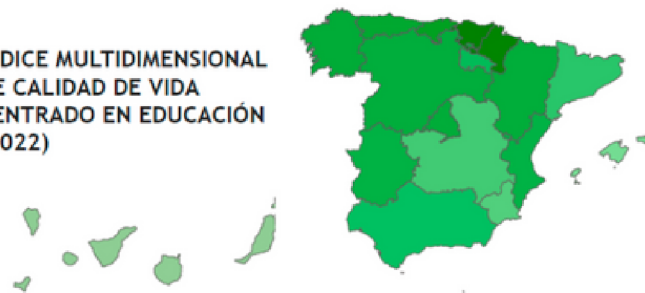 DICE MULTIDIMENSIONAL
E CALIDAD DE VIDA
ENTRADO EN EDUCACIÓN
022)